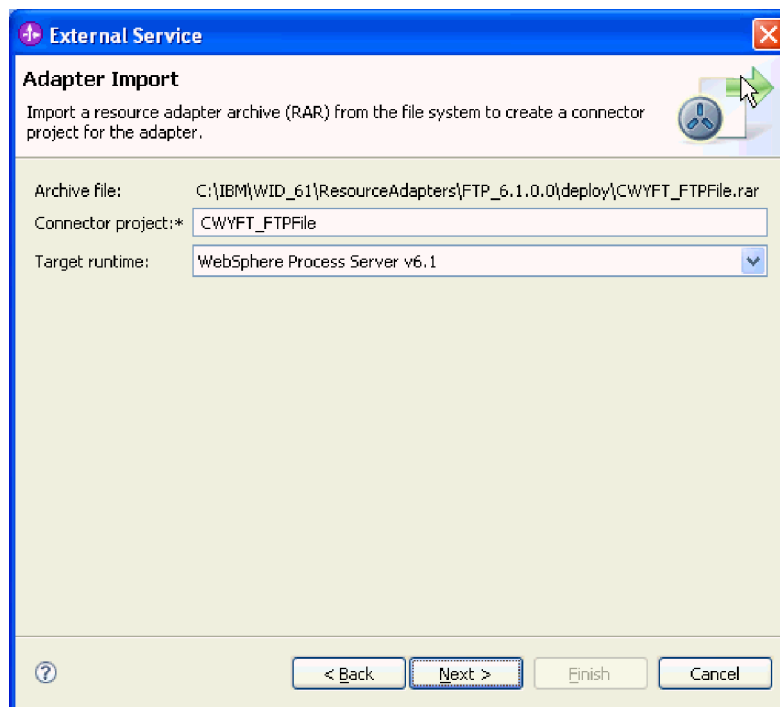 External Service
Adapter Import
Import a resource adapter archive (RAR) from the file system to create a connector
project for the adapter.
Archive file: C:\IBM\WID_61\ResourceAdapters\FTP_6.1.0.0\deploy\CWYFT_FTPFile.rar
Connector project:* CWYFT_FTPFile
Target runtime: WebSphere Process Server v6.1
? < Back Next > Finish Cancel